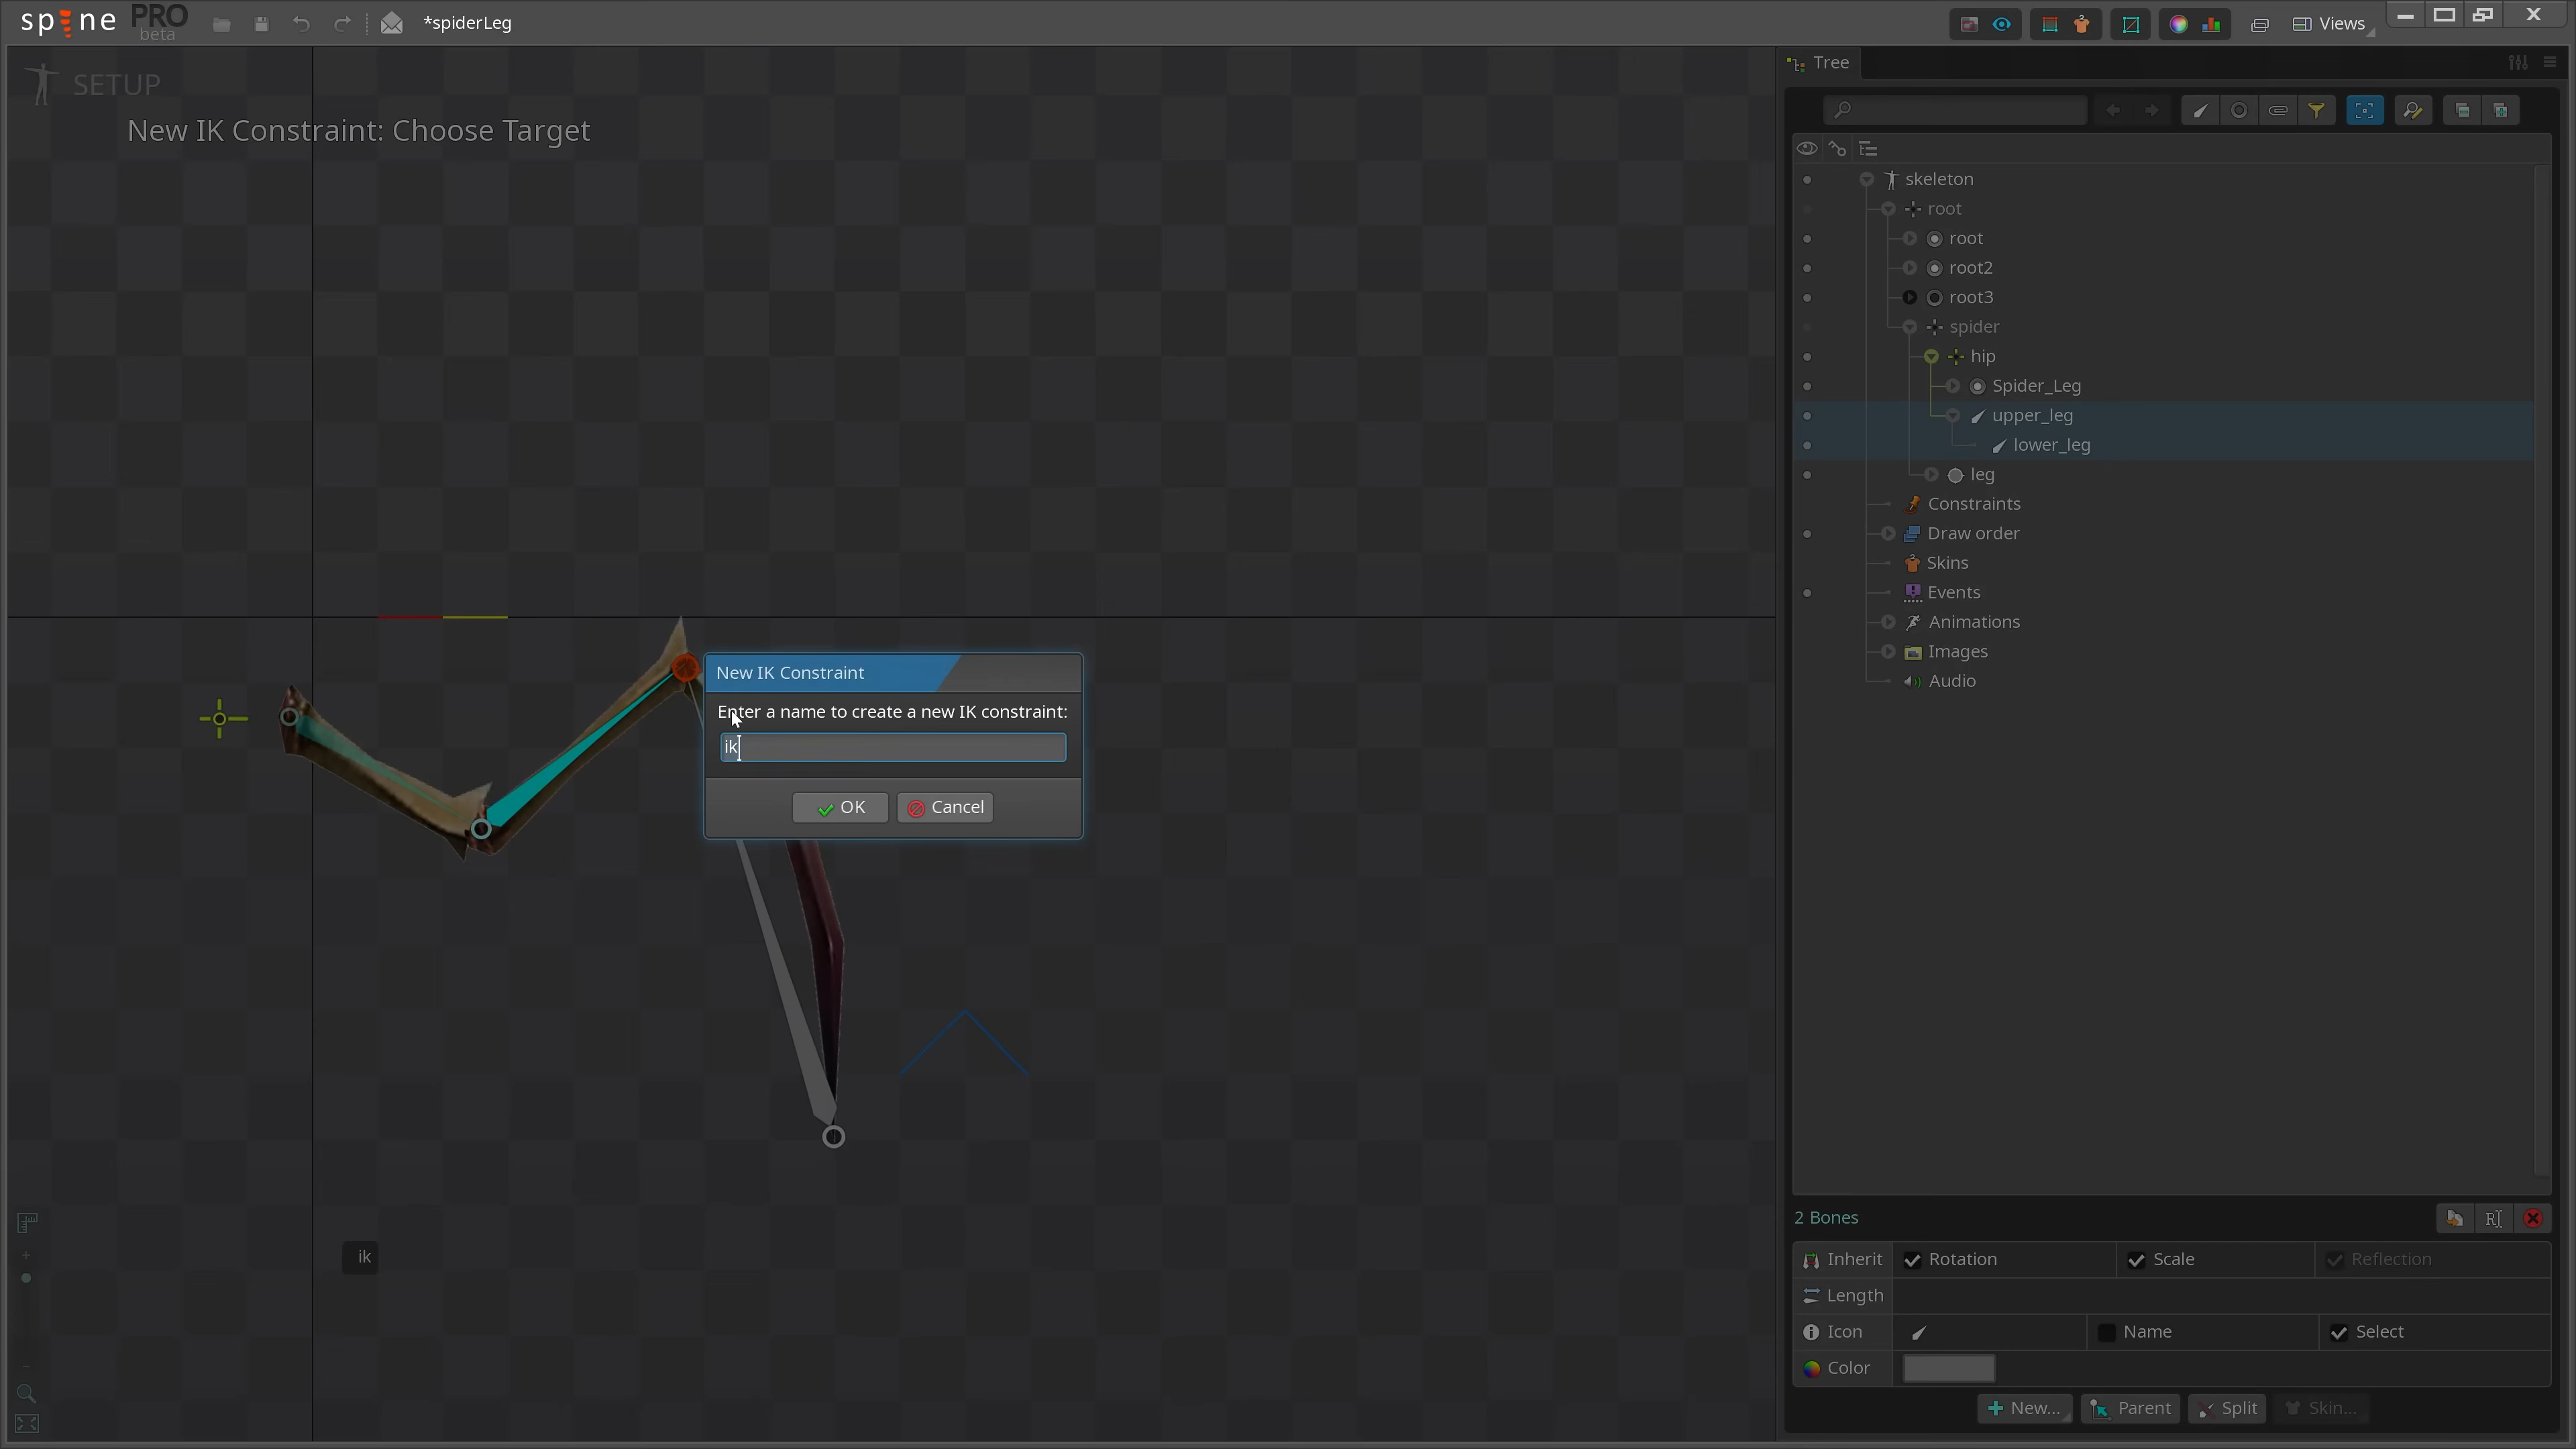 spine PRO beta
*spiderLeg
Views
SETUP
New IK Constraint: Choose Target
Tree
skeleton
root
root
root2
root3
spider
hip
Spider_Leg
upper_leg
lower_leg
leg
Constraints
Draw order
Skins
Events
Animations
Images
Audio
New IK Constraint
Enter a name to create a new IK constraint:
ik
OK Cancel
ik
2 Bones
Inherit Rotation Scale Reflection
Length
Icon Name Select
Color
New... Parent Split Skin...